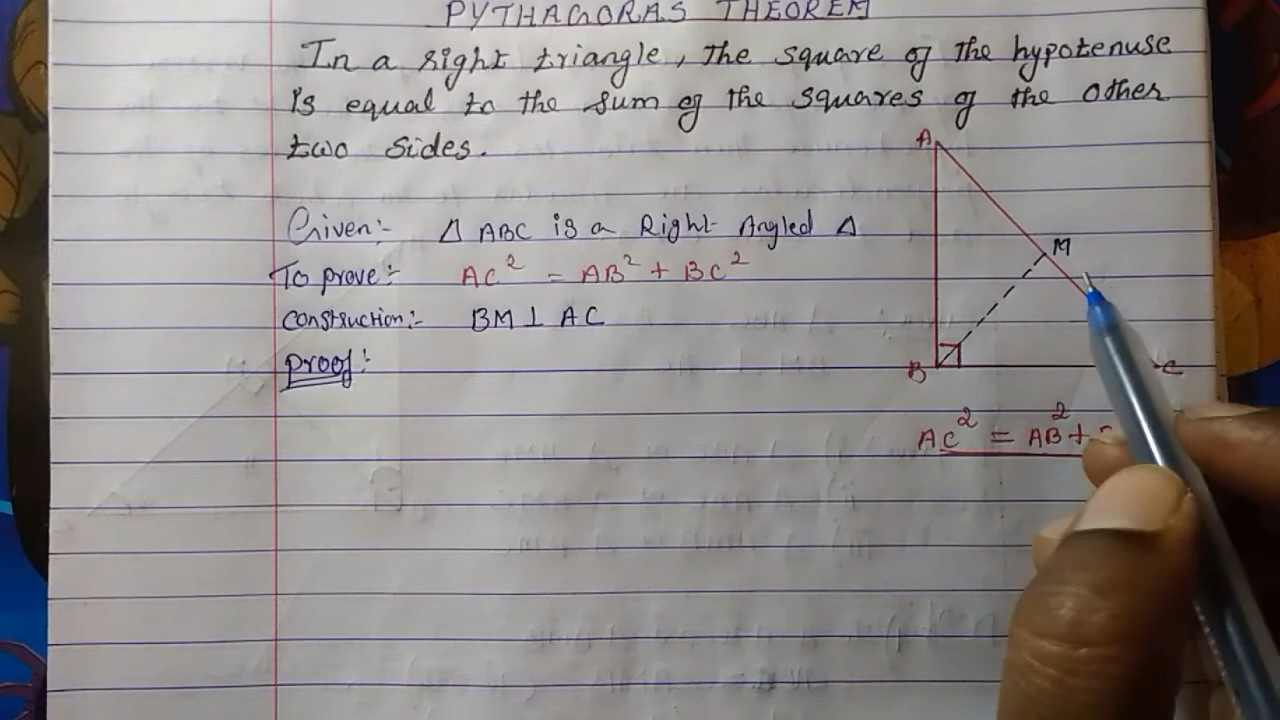 PYTHAGORAS THEOREM
In a right triangle, the square of the hypotenuse
is equal to the sum of the squares of the other
two sides.
A
Given:- Δ ABC is a Right Angled Δ
M
To prove:- AC² = AB² + BC²
Construction:- BM ⊥ AC
Proof:-
B
C
AC² = AB² +